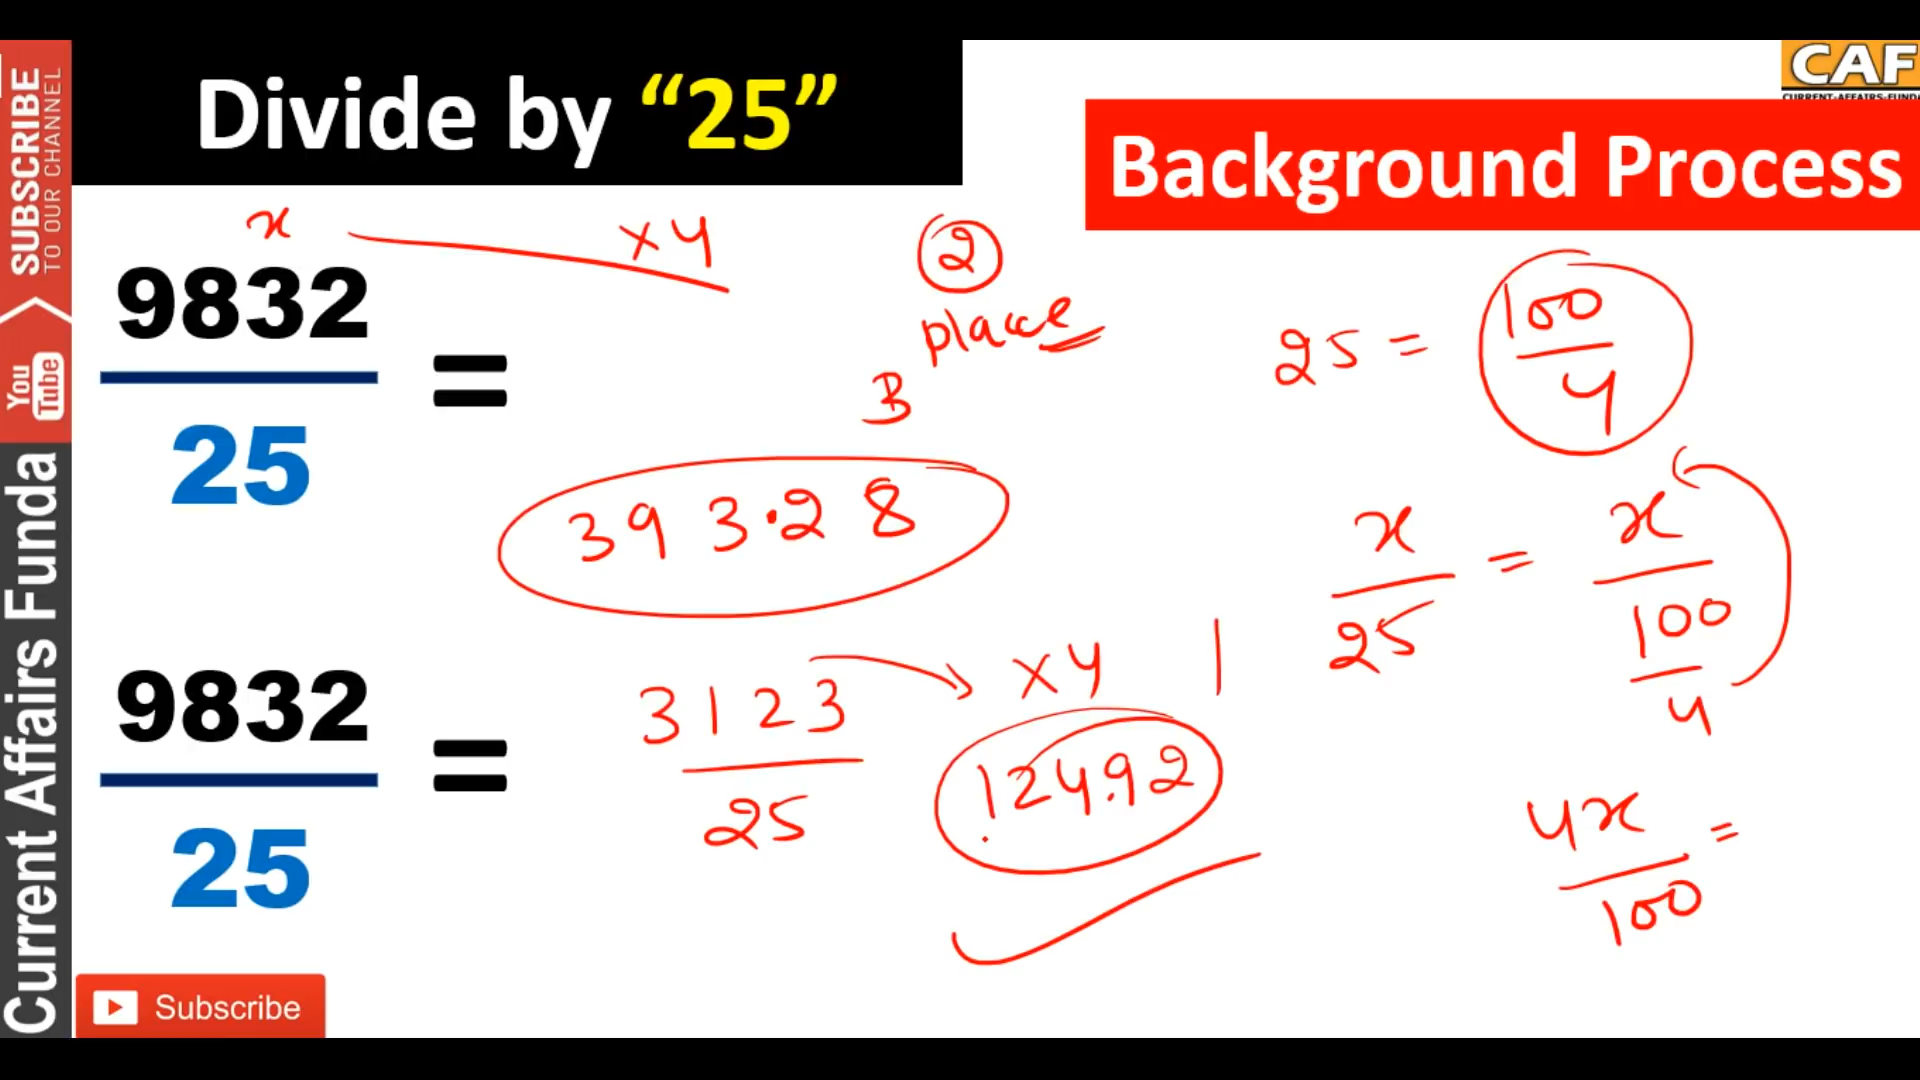 SUBSCRIBE
TO OUR CHANNEL
You
Tube
Current Affairs Funda
Divide by “25”
CAF
CURRENT-AFFAIRS-FUNDA
Background Process
x ×4
9832
25
=
2
place
3
393.28
25 = 100/4
x/25 = x/(100/4)
9832
25
=
3123 → ×4
25
124.92
4x/100 =
Subscribe